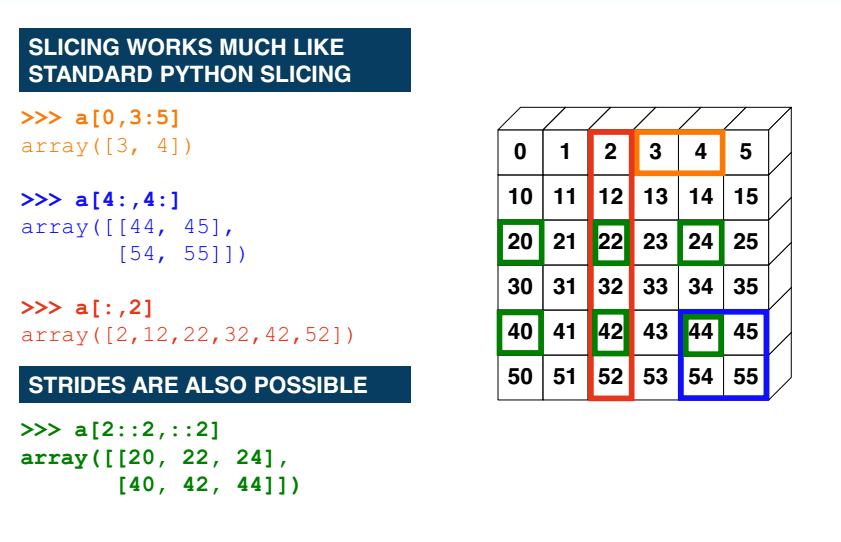 SLICING WORKS MUCH LIKE
STANDARD PYTHON SLICING
>>> a[0,3:5]
array([3, 4])
>>> a[4:,4:]
array([[44, 45],
[54, 55]])
>>> a[:,2]
array([2,12,22,32,42,52])
STRIDES ARE ALSO POSSIBLE
>>> a[2::2,::2]
array([[20, 22, 24],
[40, 42, 44]])
0 1 2 3 4 5
10 11 12 13 14 15
20 21 22 23 24 25
30 31 32 33 34 35
40 41 42 43 44 45
50 51 52 53 54 55